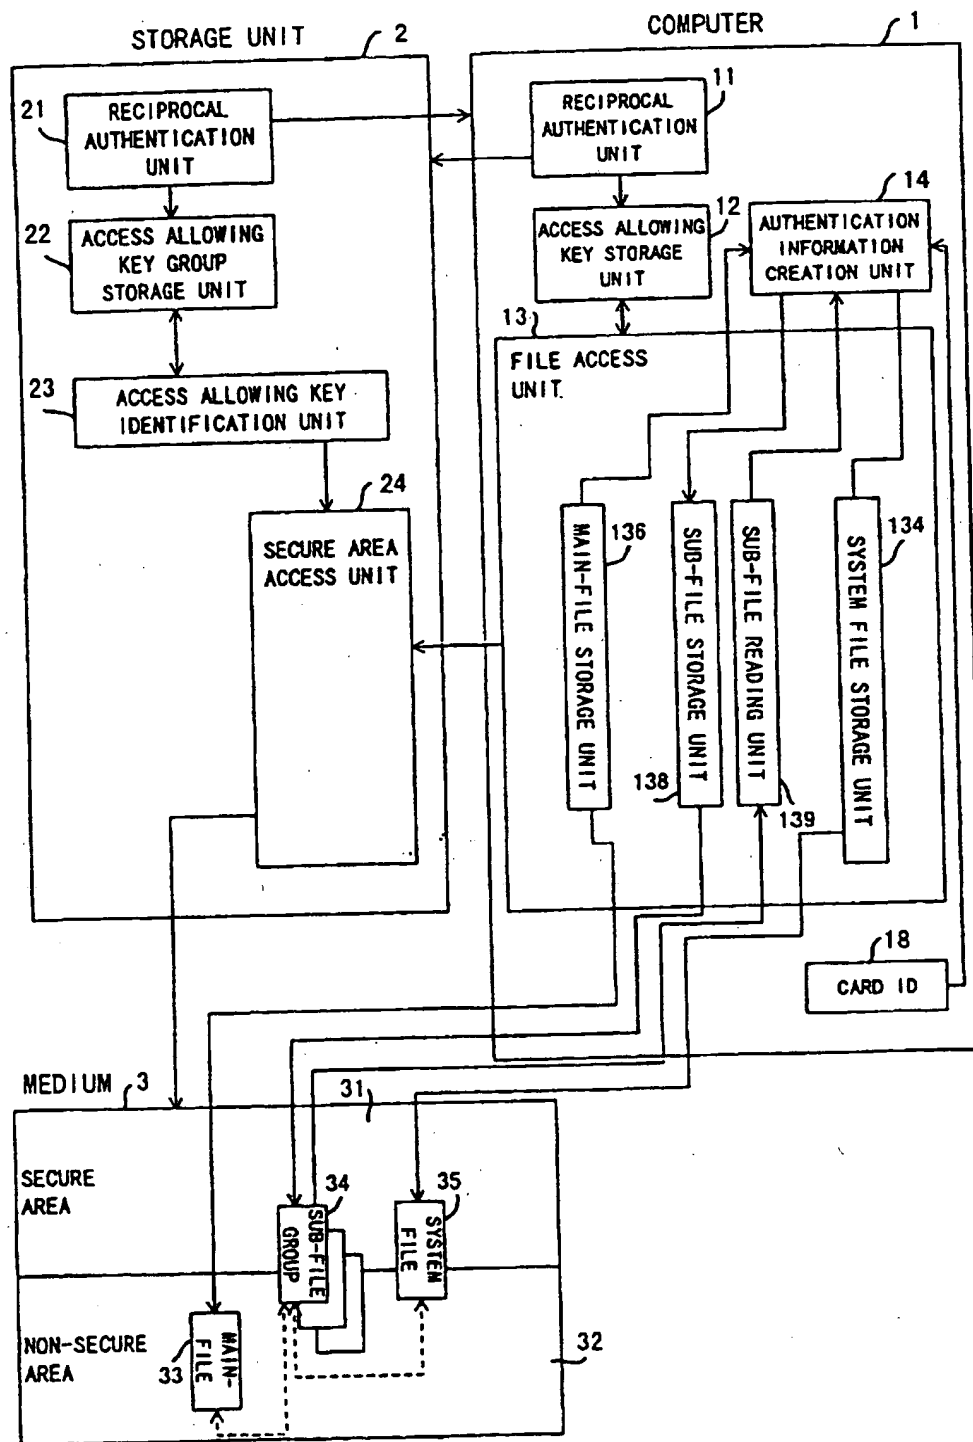 STORAGE UNIT
2
COMPUTER
1
21
RECIPROCAL
AUTHENTICATION
UNIT
22
ACCESS ALLOWING
KEY GROUP
STORAGE UNIT
23
ACCESS ALLOWING KEY
IDENTIFICATION UNIT
24
SECURE AREA
ACCESS UNIT
11
RECIPROCAL
AUTHENTICATION
UNIT
12
ACCESS ALLOWING
KEY STORAGE
UNIT
14
AUTHENTICATION
INFORMATION
CREATION UNIT
13
FILE ACCESS
UNIT
MAIN-FILE STORAGE UNIT
136
SUB-FILE STORAGE UNIT
138
SUB-FILE READING UNIT
139
SYSTEM FILE STORAGE UNIT
134
18
CARD ID
MEDIUM
3
31
SECURE
AREA
34
SUB-FILE
GROUP
35
SYSTEM
FILE
NON-SECURE
AREA
33
MAIN-
FILE
32